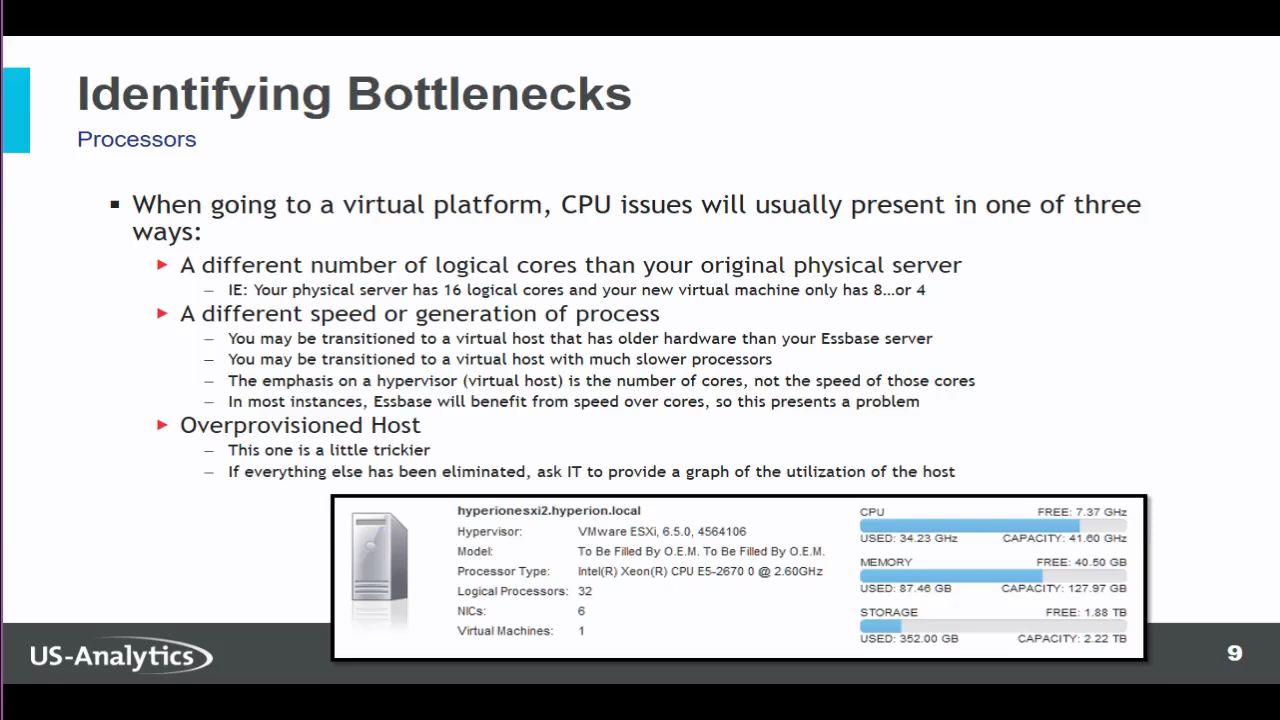 Identifying Bottlenecks
Processors
▪ When going to a virtual platform, CPU issues will usually present in one of three
ways:
► A different number of logical cores than your original physical server
– IE: Your physical server has 16 logical cores and your new virtual machine only has 8…or 4
► A different speed or generation of process
– You may be transitioned to a virtual host that has older hardware than your Essbase server
– You may be transitioned to a virtual host with much slower processors
– The emphasis on a hypervisor (virtual host) is the number of cores, not the speed of those cores
– In most instances, Essbase will benefit from speed over cores, so this presents a problem
► Overprovisioned Host
– This one is a little trickier
– If everything else has been eliminated, ask IT to provide a graph of the utilization of the host
hyperionesxi2.hyperion.local
Hypervisor: VMware ESXi, 6.5.0, 4564106
Model: To Be Filled By O.E.M. To Be Filled By O.E.M.
Processor Type: Intel(R) Xeon(R) CPU E5-2670 0 @ 2.60GHz
Logical Processors: 32
NICs: 6
Virtual Machines: 1
CPU FREE: 7.37 GHz
USED: 34.23 GHz CAPACITY: 41.60 GHz
MEMORY FREE: 40.50 GB
USED: 87.46 GB CAPACITY: 127.97 GB
STORAGE FREE: 1.88 TB
USED: 352.00 GB CAPACITY: 2.22 TB
US-Analytics
9